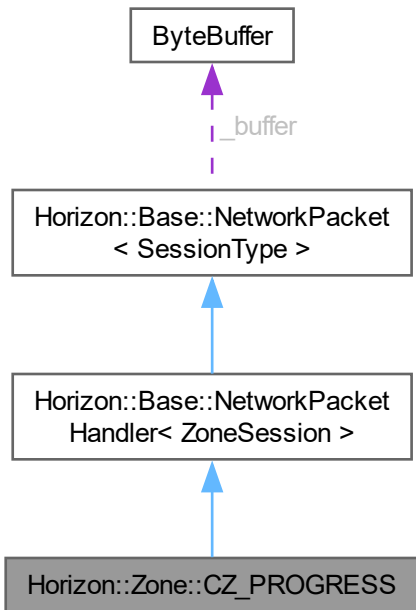 ByteBuffer
_buffer
Horizon::Base::NetworkPacket
< SessionType >
Horizon::Base::NetworkPacket
Handler< ZoneSession >
Horizon::Zone::CZ_PROGRESS